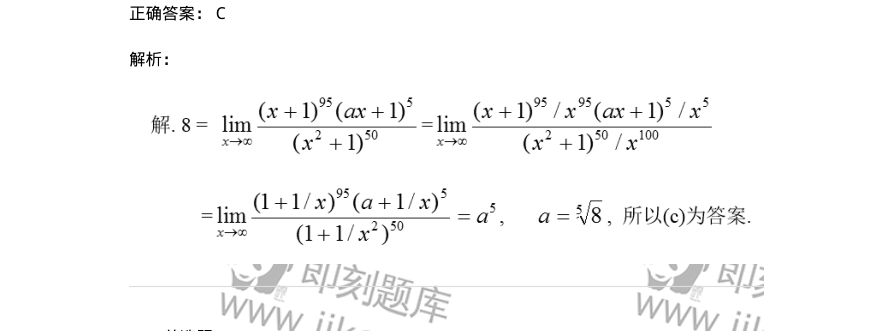 正确答案： C
解析：
解. 8 = lim_{x→∞} (x+1)^95 (ax+1)^5 / (x^2+1)^50 = lim_{x→∞} ((x+1)^95 / x^95 (ax+1)^5 / x^5) / ((x^2+1)^50 / x^100)
= lim_{x→∞} (1+1/x)^95 (a+1/x)^5 / (1+1/x^2)^50 = a^5, a = ⁵√8, 所以(c)为答案.
即刻题库 即
WWW.jik WWW